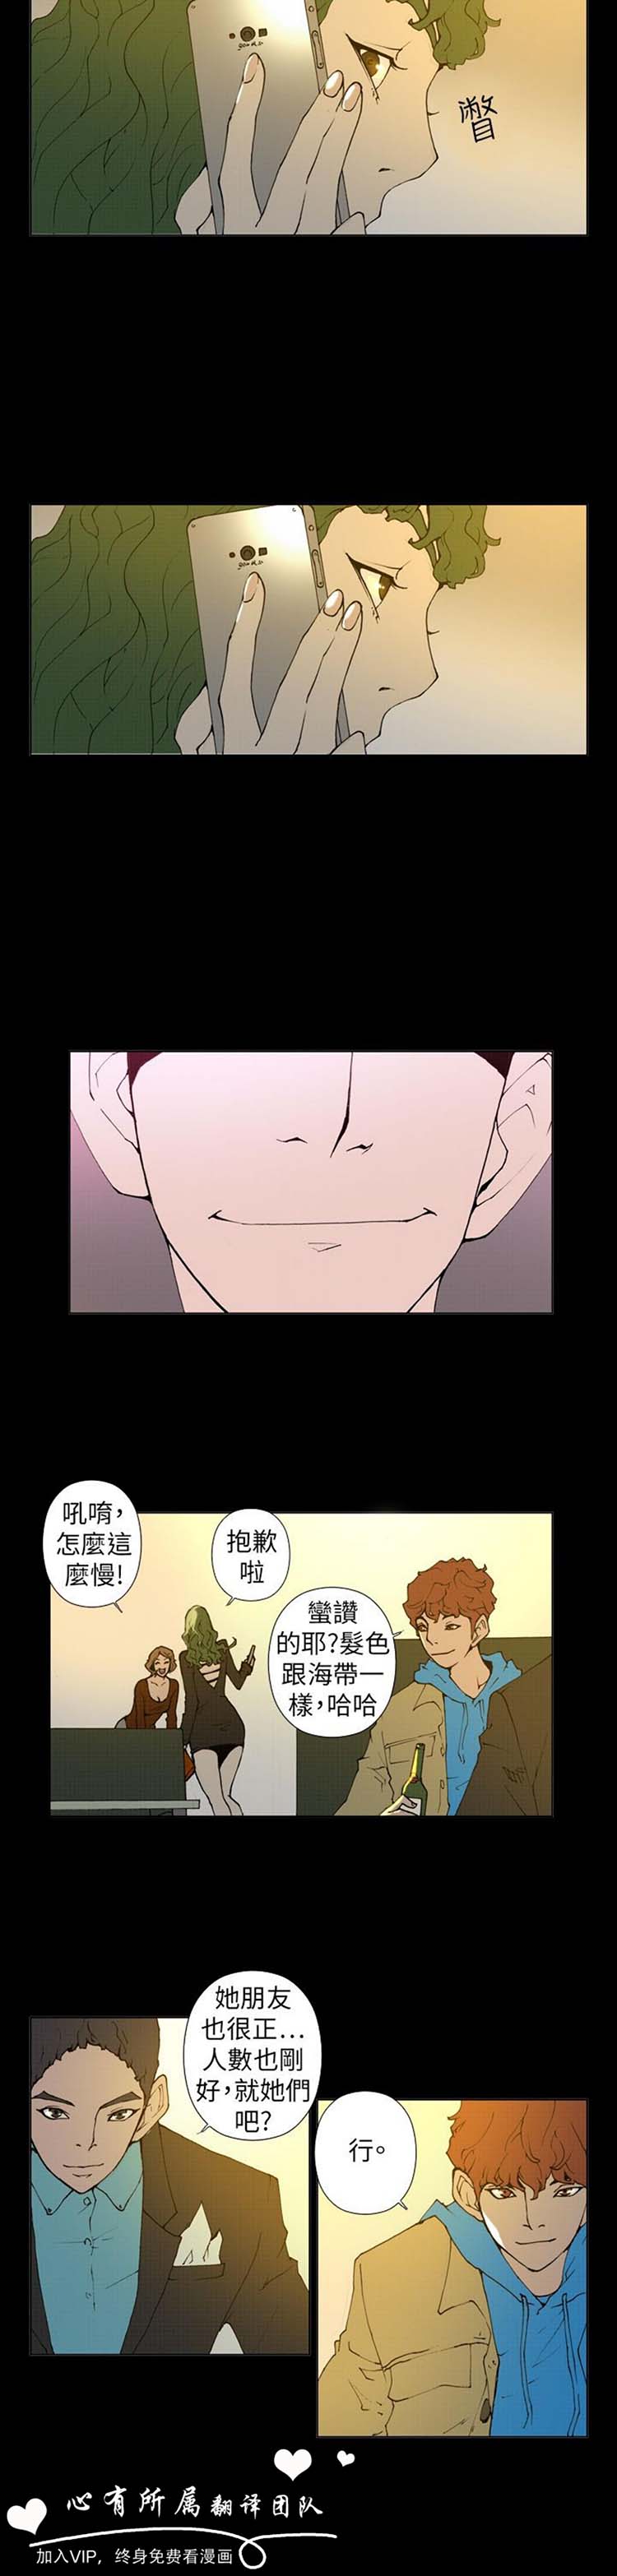 瞥
吼唷，
怎麼這
麼慢！
抱歉
啦
蠻讚
的耶？髮色
跟海帶一
樣，哈哈
她朋友
也很正...
人數也剛
好，就她們
吧？
行。
心有所属翻译团队
加入VIP，终身免费看漫画